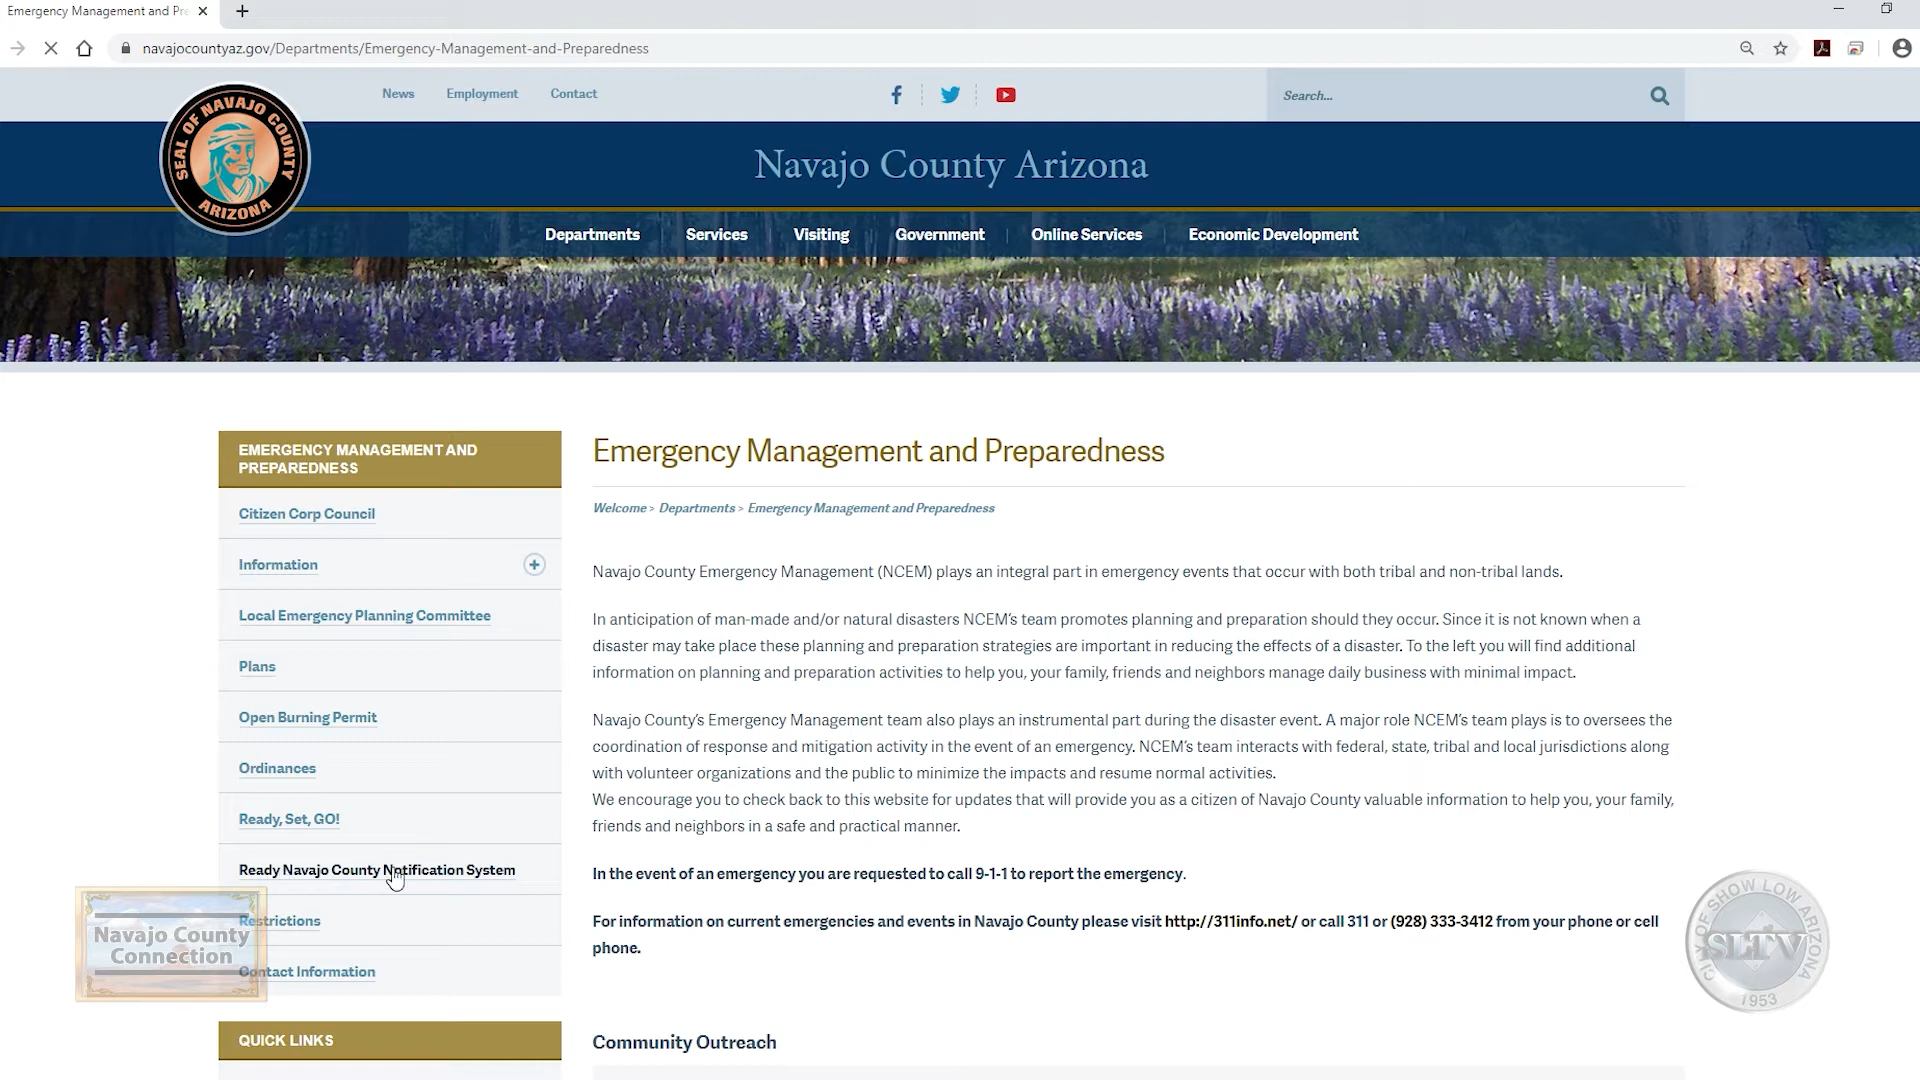 Emergency Management and Pre
navajocountyaz.gov/Departments/Emergency-Management-and-Preparedness
News Employment Contact
Search...
SEAL OF NAVAJO COUNTY
ARIZONA
Navajo County Arizona
Departments Services Visiting Government Online Services Economic Development
EMERGENCY MANAGEMENT AND
PREPAREDNESS
Citizen Corp Council
Information
Local Emergency Planning Committee
Plans
Open Burning Permit
Ordinances
Ready, Set, GO!
Ready Navajo County Notification System
Restrictions
Contact Information
QUICK LINKS
Emergency Management and Preparedness
Welcome > Departments > Emergency Management and Preparedness
Navajo County Emergency Management (NCEM) plays an integral part in emergency events that occur with both tribal and non-tribal lands.
In anticipation of man-made and/or natural disasters NCEM's team promotes planning and preparation should they occur. Since it is not known when a
disaster may take place these planning and preparation strategies are important in reducing the effects of a disaster. To the left you will find additional
information on planning and preparation activities to help you, your family, friends and neighbors manage daily business with minimal impact.
Navajo County's Emergency Management team also plays an instrumental part during the disaster event. A major role NCEM's team plays is to oversees the
coordination of response and mitigation activity in the event of an emergency. NCEM's team interacts with federal, state, tribal and local jurisdictions along
with volunteer organizations and the public to minimize the impacts and resume normal activities.
We encourage you to check back to this website for updates that will provide you as a citizen of Navajo County valuable information to help you, your family,
friends and neighbors in a safe and practical manner.
In the event of an emergency you are requested to call 9-1-1 to report the emergency.
For information on current emergencies and events in Navajo County please visit http://311info.net/ or call 311 or (928) 333-3412 from your phone or cell
phone.
Community Outreach
Navajo County
Connection
CITY OF SHOW LOW ARIZONA
SLTV
1953